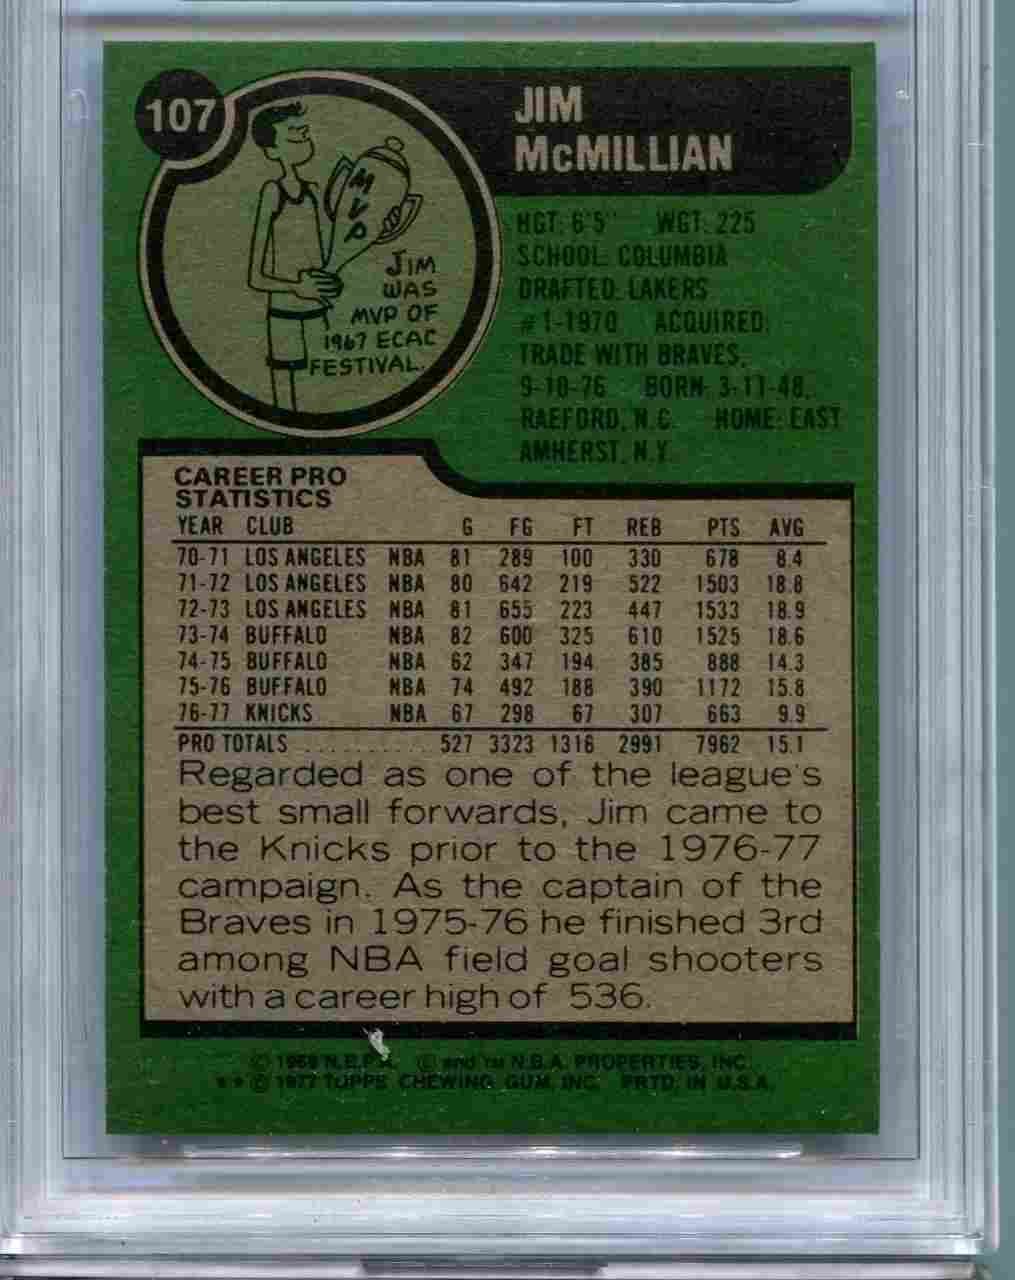 107
JIM
McMILLIAN
MVP
JIM
WAS
MVP OF
1967 ECAC
FESTIVAL.
HGT: 6'5" WGT: 225
SCHOOL: COLUMBIA
DRAFTED: LAKERS
#1-1970 ACQUIRED:
TRADE WITH BRAVES,
9-10-76 BORN: 3-11-48,
RAEFORD, N.C. HOME: EAST
AMHERST, N.Y.
CAREER PRO
STATISTICS
YEAR CLUB G FG FT REB PTS AVG
70-71 LOS ANGELES NBA 81 289 100 330 678 8.4
71-72 LOS ANGELES NBA 80 642 219 522 1503 18.8
72-73 LOS ANGELES NBA 81 655 223 447 1533 18.9
73-74 BUFFALO NBA 82 600 325 610 1525 18.6
74-75 BUFFALO NBA 62 347 194 385 888 14.3
75-76 BUFFALO NBA 74 492 188 390 1172 15.8
76-77 KNICKS NBA 67 298 67 307 663 9.9
PRO TOTALS .......... 527 3323 1316 2991 7962 15.1
Regarded as one of the league's
best small forwards, Jim came to
the Knicks prior to the 1976-77
campaign. As the captain of the
Braves in 1975-76 he finished 3rd
among NBA field goal shooters
with a career high of .536.
© 1969 N.B.P.A. © and ™ N.B.A. PROPERTIES, INC.
** © 1977 TOPPS CHEWING GUM, INC. PRTD. IN U.S.A.